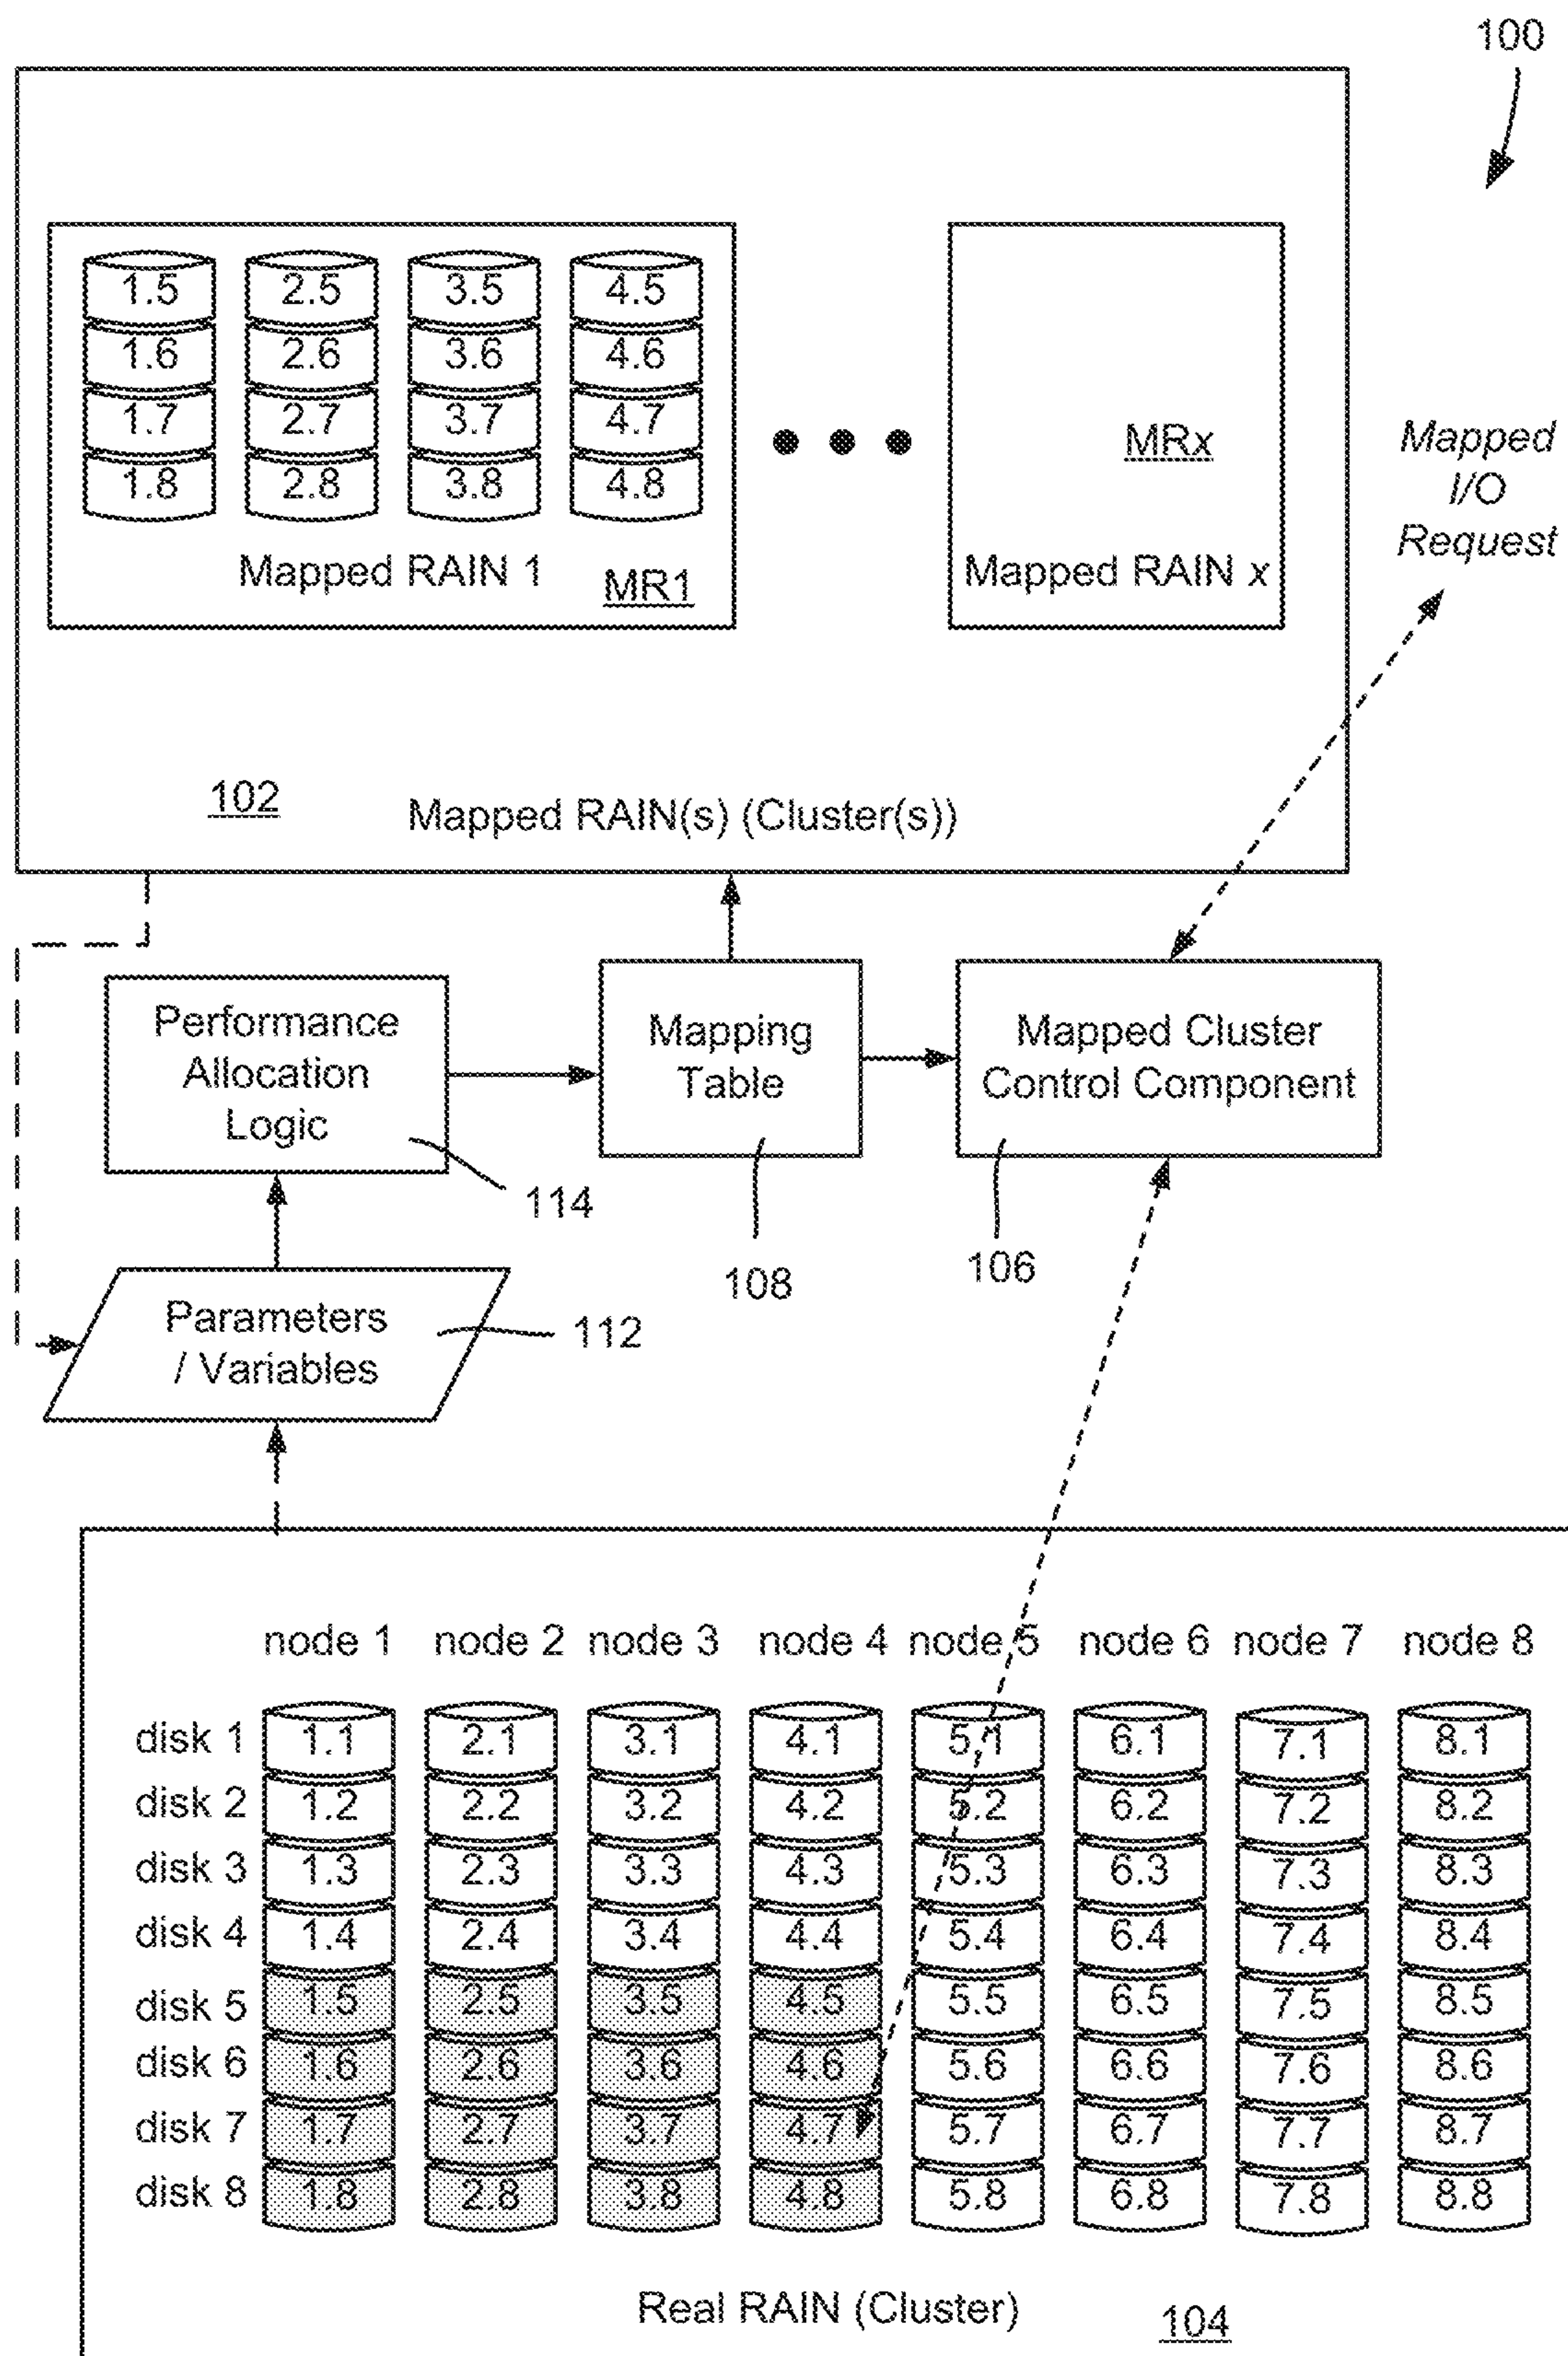 100
1.5 2.5 3.5 4.5
1.6 2.6 3.6 4.6
1.7 2.7 3.7 4.7
1.8 2.8 3.8 4.8
Mapped RAIN 1
MR1
MRx
Mapped RAIN x
Mapped
I/O
Request
102
Mapped RAIN(s) (Cluster(s))
Performance
Allocation
Logic
114
Mapping
Table
108
Mapped Cluster
Control Component
106
Parameters
/ Variables
112
node 1 node 2 node 3 node 4 node 5 node 6 node 7 node 8
disk 1 1.1 2.1 3.1 4.1 5.1 6.1 7.1 8.1
disk 2 1.2 2.2 3.2 4.2 5.2 6.2 7.2 8.2
disk 3 1.3 2.3 3.3 4.3 5.3 6.3 7.3 8.3
disk 4 1.4 2.4 3.4 4.4 5.4 6.4 7.4 8.4
disk 5 1.5 2.5 3.5 4.5 5.5 6.5 7.5 8.5
disk 6 1.6 2.6 3.6 4.6 5.6 6.6 7.6 8.6
disk 7 1.7 2.7 3.7 4.7 5.7 6.7 7.7 8.7
disk 8 1.8 2.8 3.8 4.8 5.8 6.8 7.8 8.8
Real RAIN (Cluster)
104